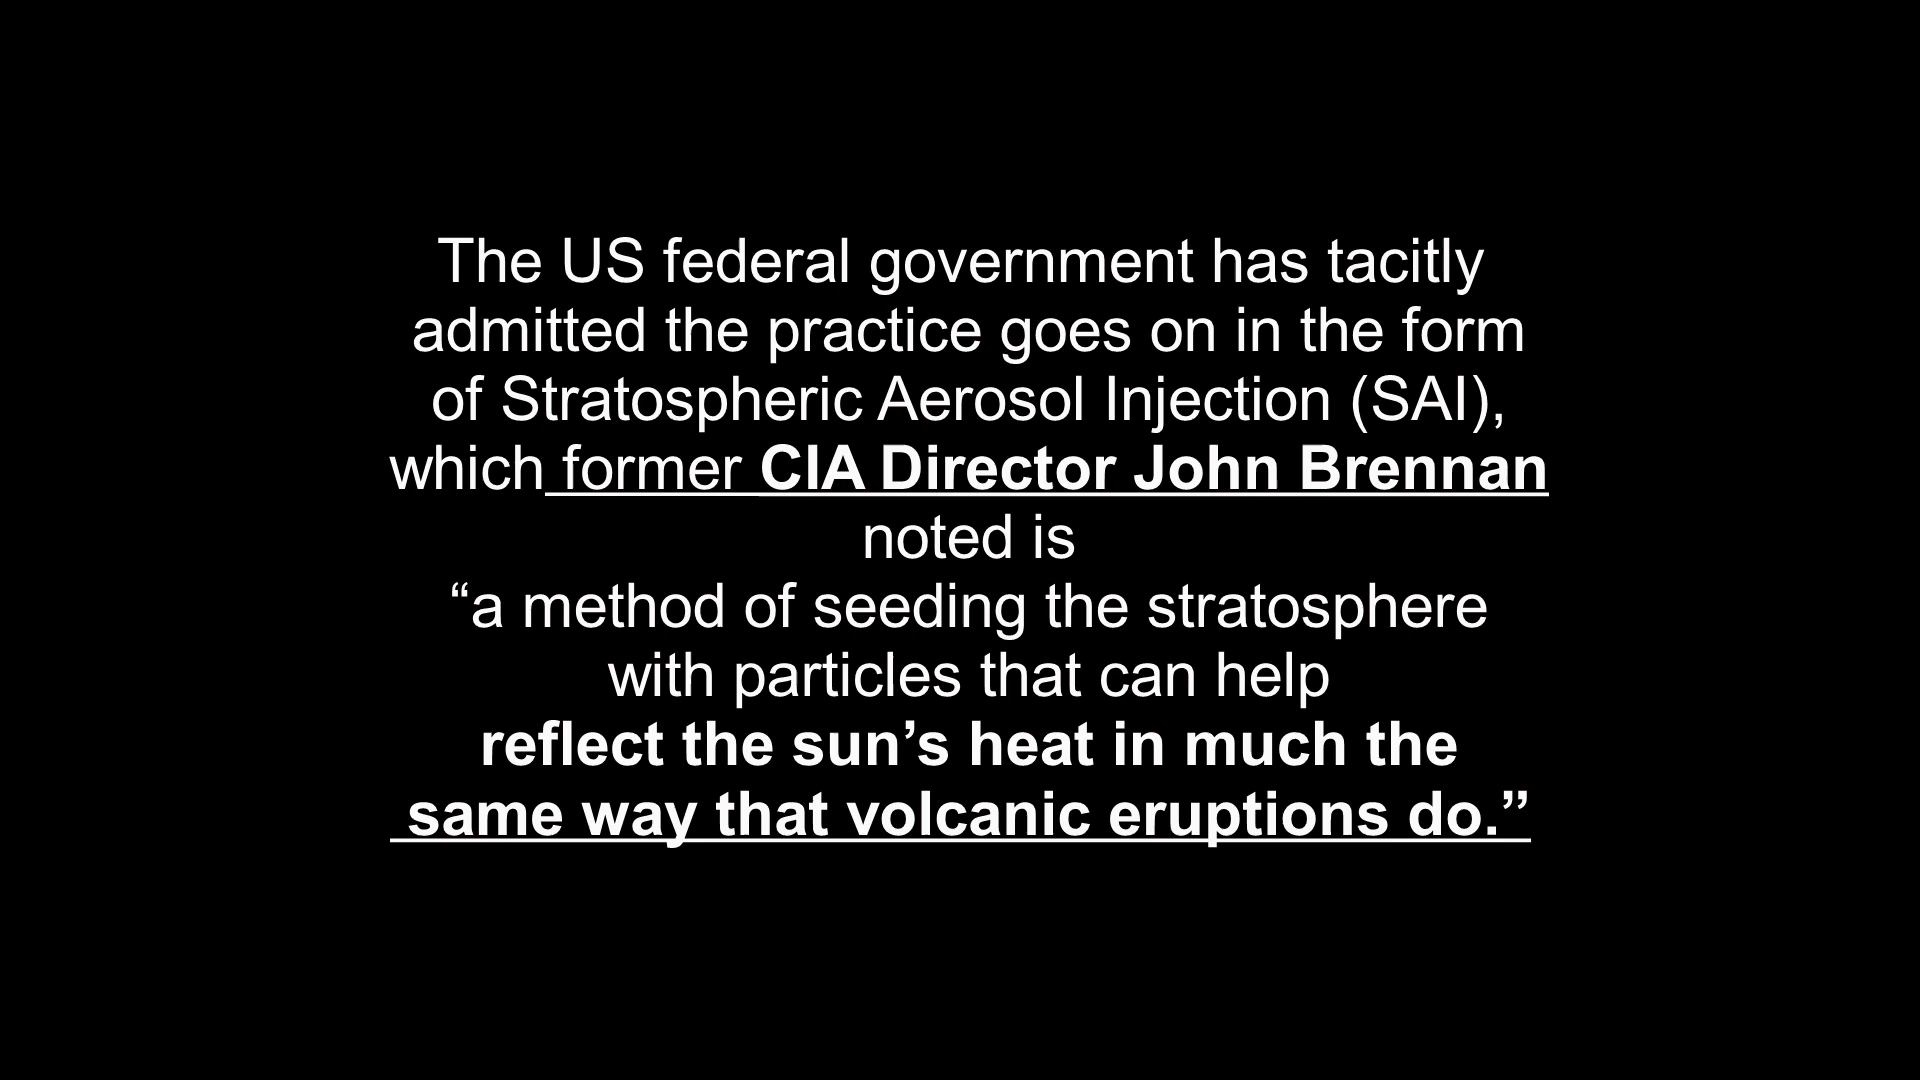 The US federal government has tacitly
admitted the practice goes on in the form
of Stratospheric Aerosol Injection (SAI),
which former CIA Director John Brennan
noted is
“a method of seeding the stratosphere
with particles that can help
reflect the sun’s heat in much the
same way that volcanic eruptions do.”